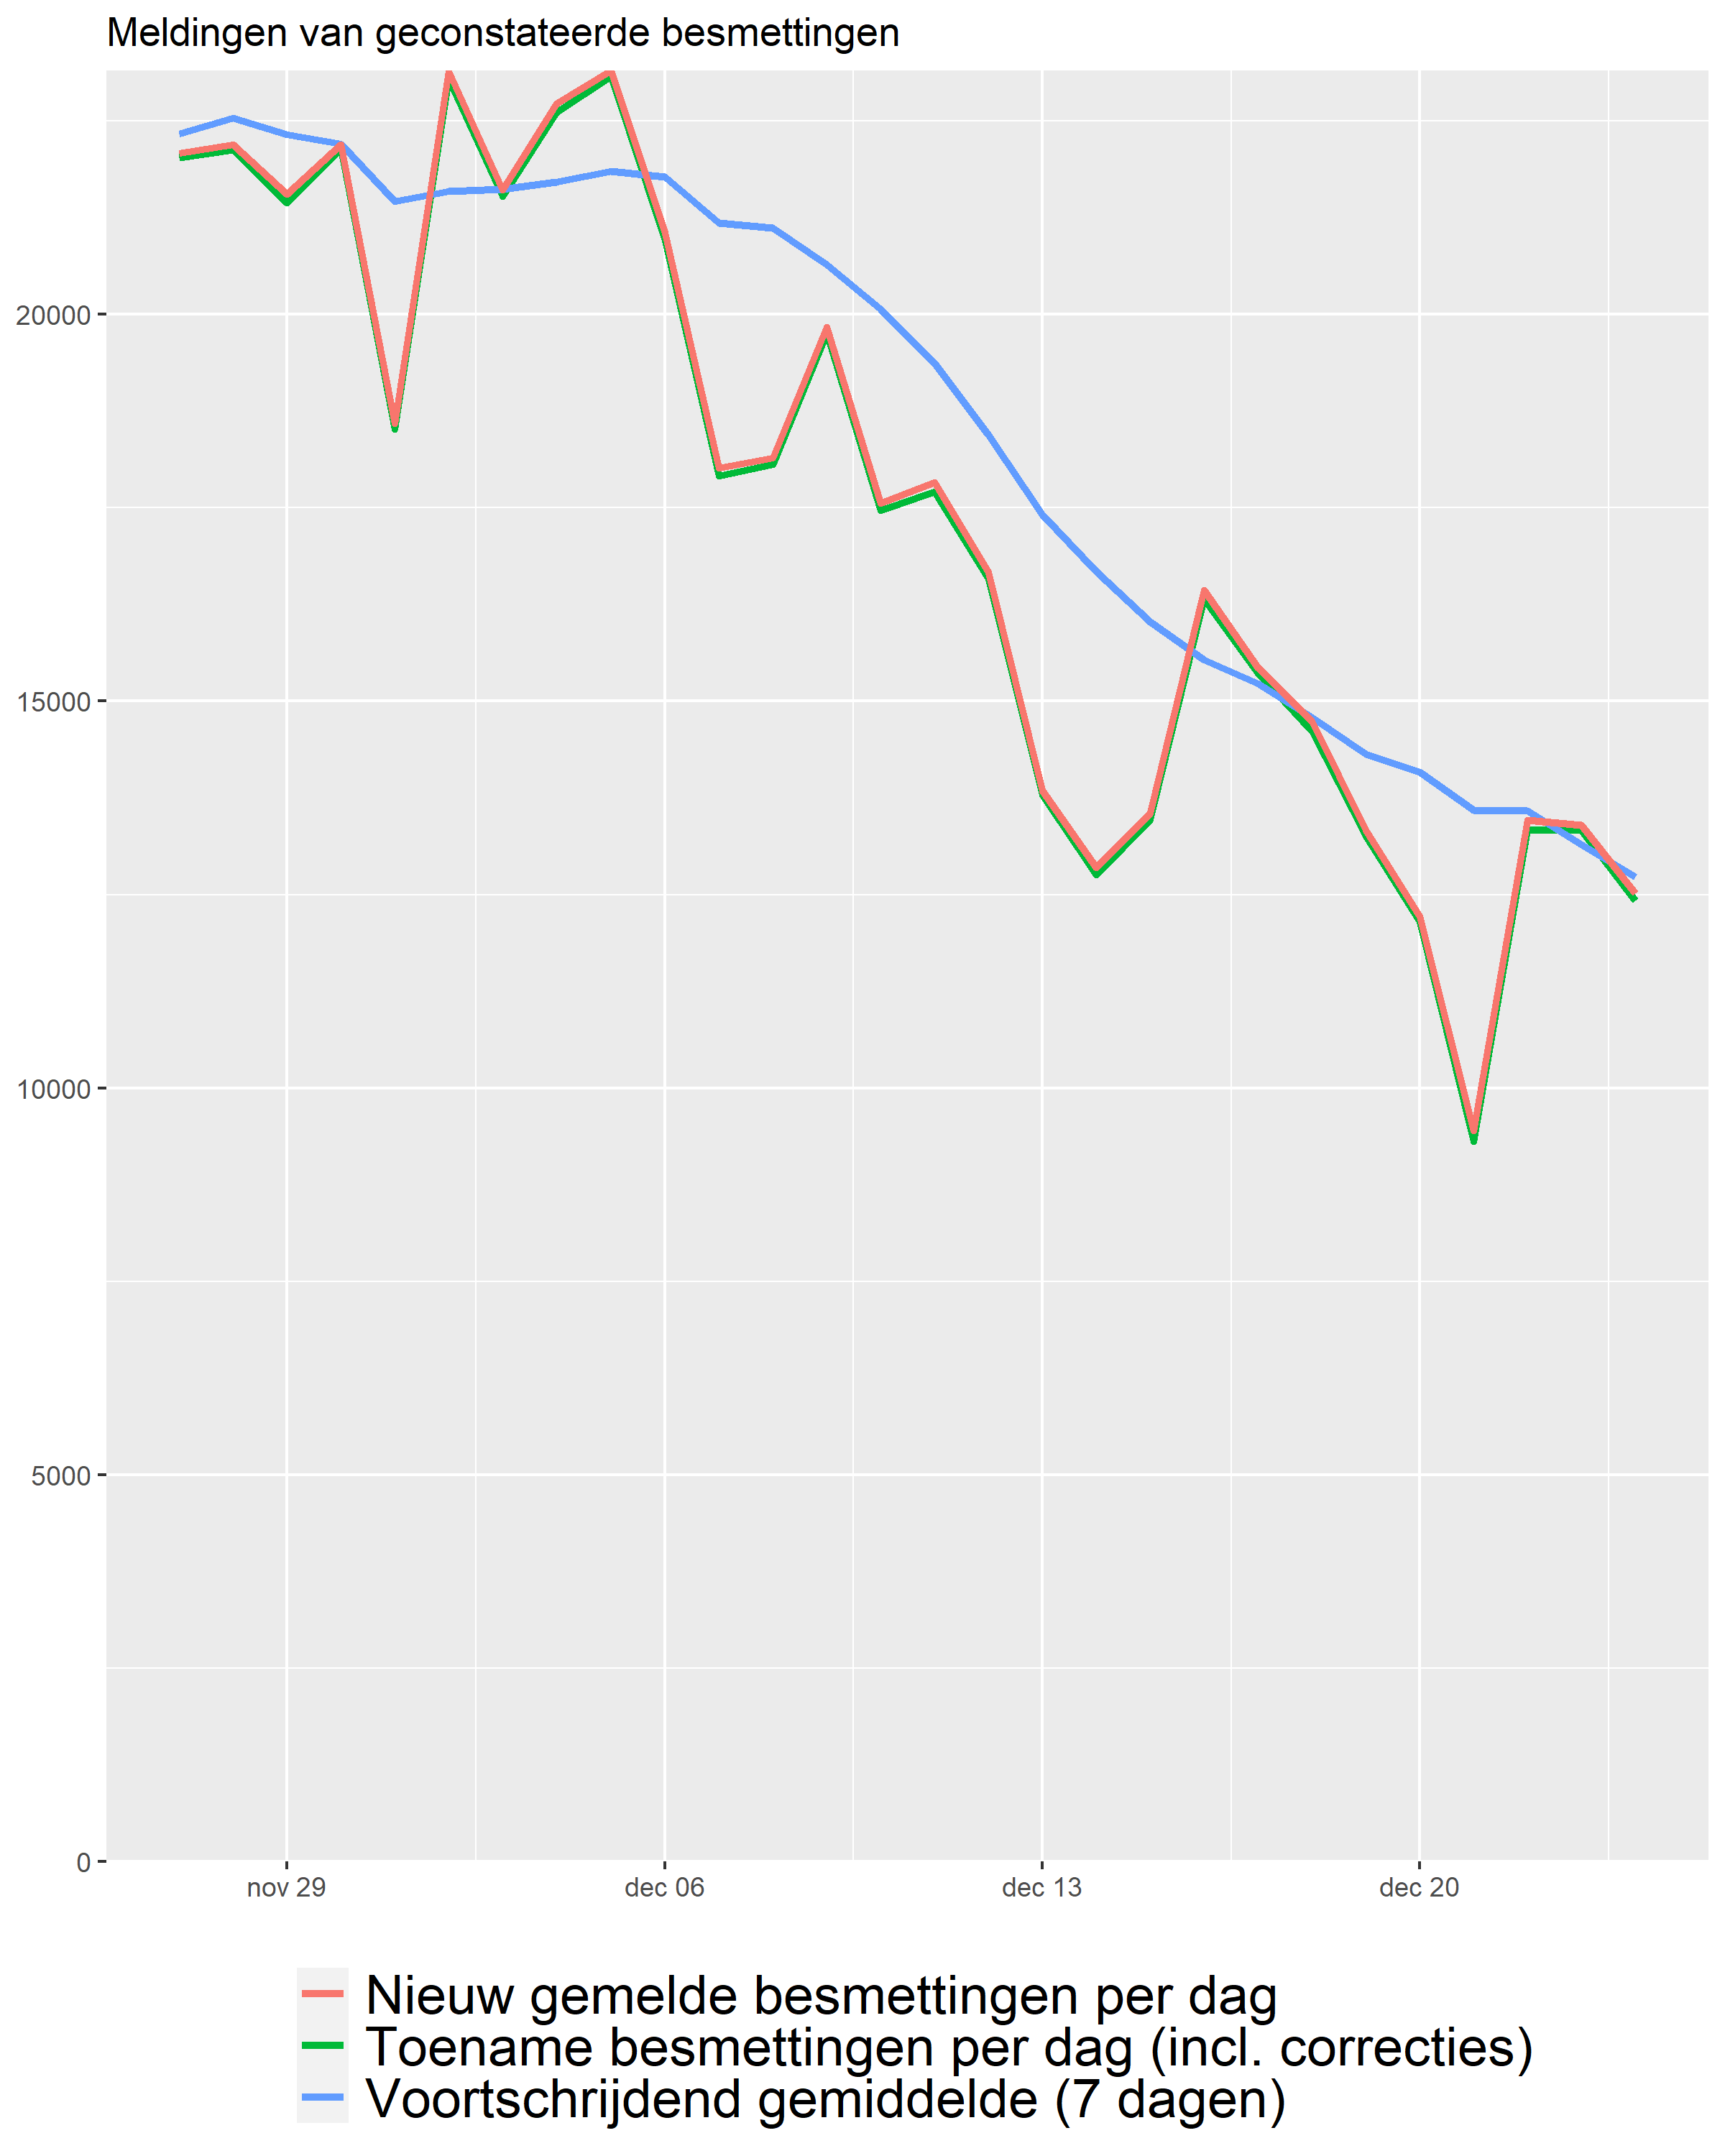 Meldingen van geconstateerde besmettingen
20000
15000
10000
5000
0
nov 29
dec 06
dec 13
dec 20
Nieuw gemelde besmettingen per dag
Toename besmettingen per dag (incl. correcties)
Voortschrijdend gemiddelde (7 dagen)